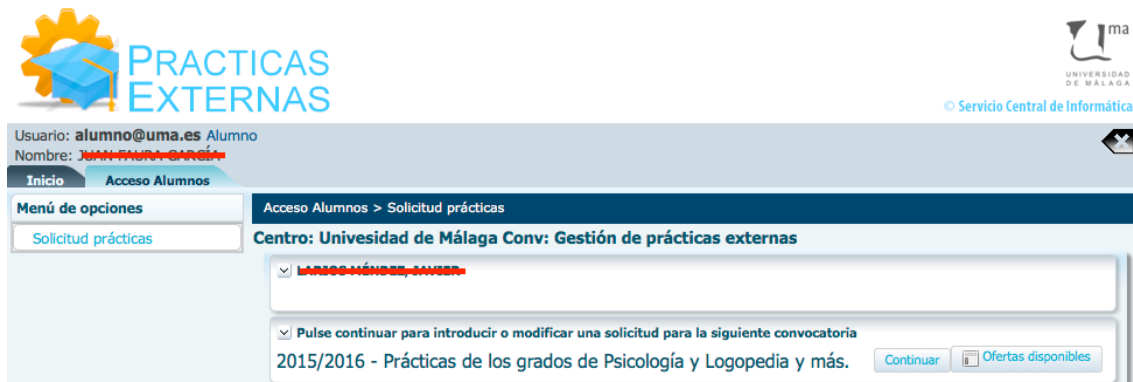 PRACTICAS
EXTERNAS
uma
UNIVERSIDAD
DE MÁLAGA
© Servicio Central de Informática
Usuario: alumno@uma.es Alumno
Nombre:
Inicio Acceso Alumnos
Menú de opciones
Acceso Alumnos > Solicitud prácticas
Solicitud prácticas
Centro: Univesidad de Málaga Conv: Gestión de prácticas externas
Pulse continuar para introducir o modificar una solicitud para la siguiente convocatoria
2015/2016 - Prácticas de los grados de Psicología y Logopedia y más. Continuar Ofertas disponibles